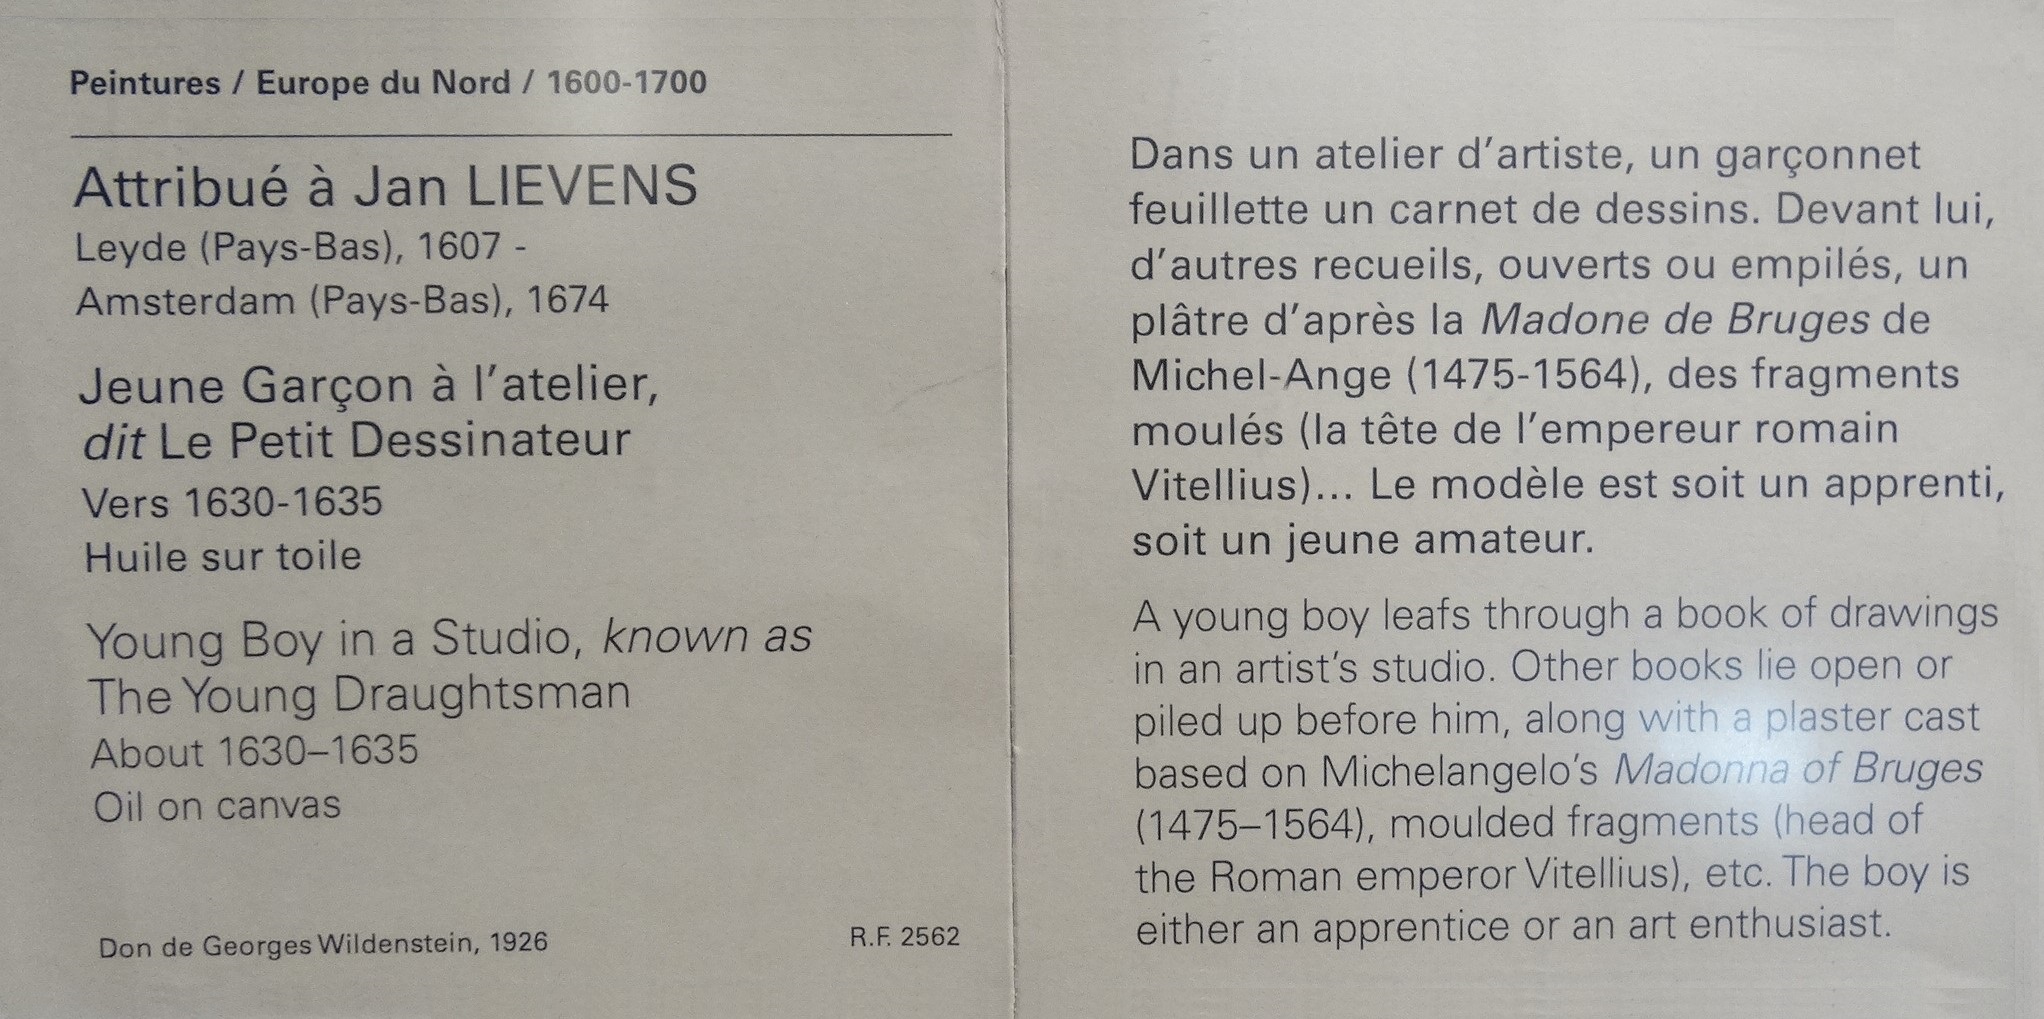 Peintures / Europe du Nord / 1600-1700
Attribué à Jan LIEVENS
Leyde (Pays-Bas), 1607 -
Amsterdam (Pays-Bas), 1674
Jeune Garçon à l’atelier,
dit Le Petit Dessinateur
Vers 1630-1635
Huile sur toile
Young Boy in a Studio, known as
The Young Draughtsman
About 1630–1635
Oil on canvas
Don de Georges Wildenstein, 1926
R.F. 2562
Dans un atelier d’artiste, un garçonnet
feuillette un carnet de dessins. Devant lui,
d’autres recueils, ouverts ou empilés, un
plâtre d’après la Madone de Bruges de
Michel-Ange (1475-1564), des fragments
moulés (la tête de l’empereur romain
Vitellius)... Le modèle est soit un apprenti,
soit un jeune amateur.
A young boy leafs through a book of drawings
in an artist’s studio. Other books lie open or
piled up before him, along with a plaster cast
based on Michelangelo’s Madonna of Bruges
(1475–1564), moulded fragments (head of
the Roman emperor Vitellius), etc. The boy is
either an apprentice or an art enthusiast.